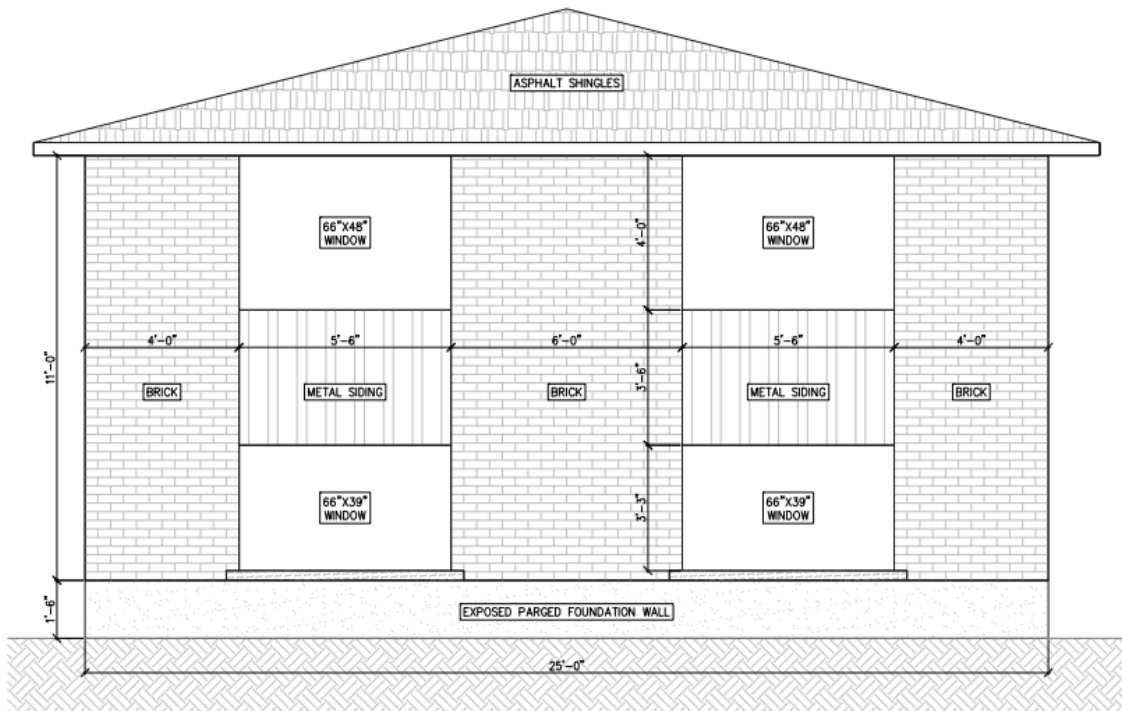 ASPHALT SHINGLES
66"X48"
WINDOW
66"X48"
WINDOW
4'-0"
4'-0"
5'-6"
6'-0"
5'-6"
4'-0"
11'-0"
BRICK
METAL SIDING
BRICK
3'-6"
METAL SIDING
BRICK
66"X39"
WINDOW
3'-3"
66"X39"
WINDOW
1'-6"
EXPOSED PARGED FOUNDATION WALL
25'-0"